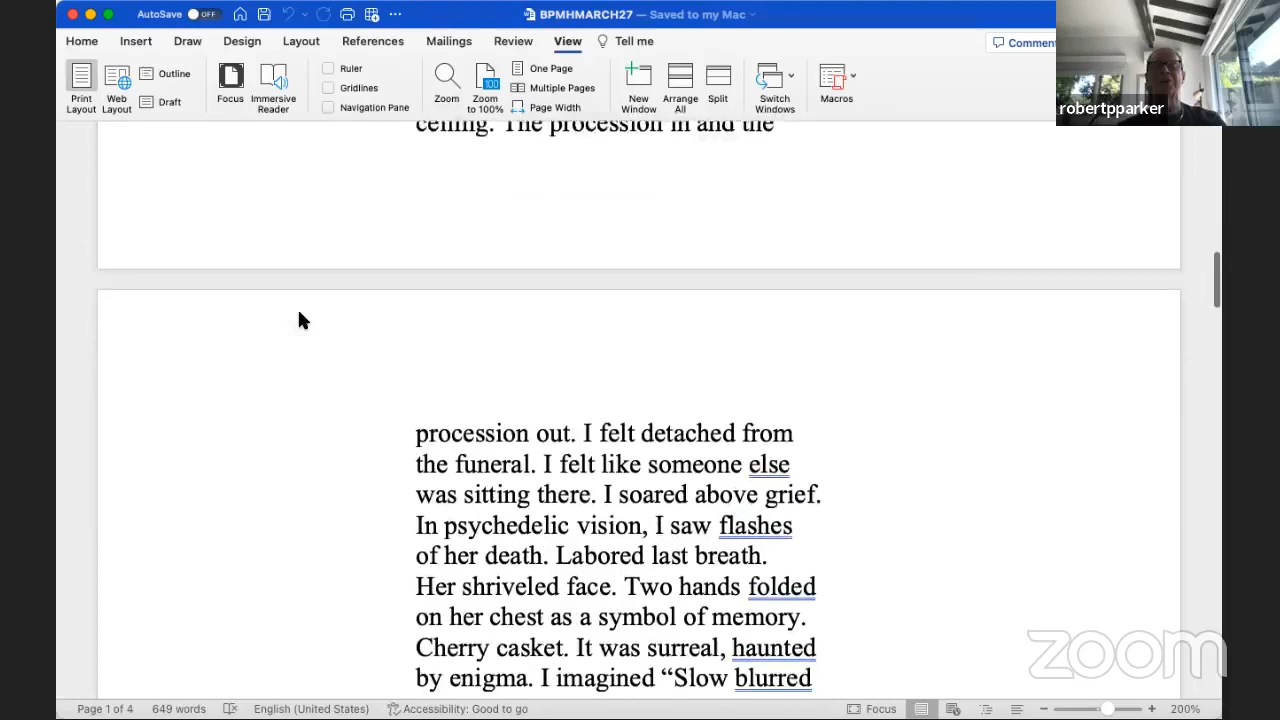 AutoSave OFF
BPMHMARCH27 — Saved to my Mac
Home Insert Draw Design Layout References Mailings Review View Tell me
Comment
Print Layout
Web Layout
Outline
Draft
Focus
Immersive Reader
Ruler
Gridlines
Navigation Pane
Zoom
Zoom to 100%
100
One Page
Multiple Pages
Page Width
New Window
Arrange All
Split
Switch Windows
Macros
robertpparker
ceiling. The procession in and the
procession out. I felt detached from
the funeral. I felt like someone else
was sitting there. I soared above grief.
In psychedelic vision, I saw flashes
of her death. Labored last breath.
Her shriveled face. Two hands folded
on her chest as a symbol of memory.
Cherry casket. It was surreal, haunted
by enigma. I imagined “Slow blurred
zoom
Page 1 of 4 649 words English (United States) Accessibility: Good to go Focus 200%